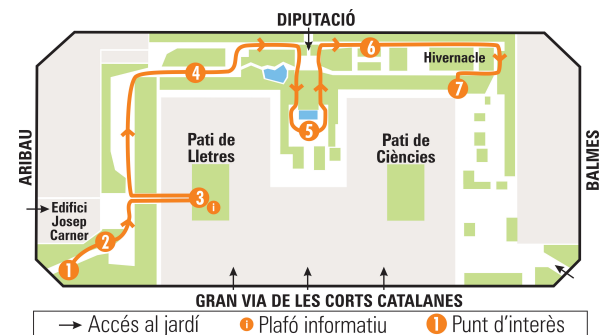 DIPUTACIÓ
6
Hivernacle
4
7
5
ARIBAU
Pati de
Lletres
Pati de
Ciències
BALMES
3
i
Edifici
Josep
Carner
2
1
GRAN VIA DE LES CORTS CATALANES
→ Accés al jardí i Plafó informatiu 1 Punt d'interès